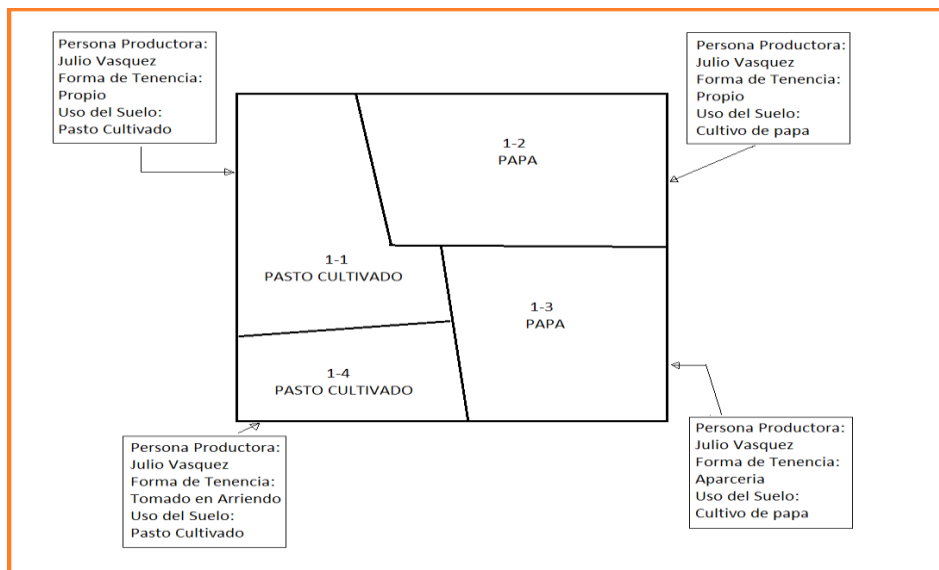 Persona Productora:
Julio Vasquez
Forma de Tenencia:
Propio
Uso del Suelo:
Pasto Cultivado
Persona Productora:
Julio Vasquez
Forma de Tenencia:
Propio
Uso del Suelo:
Cultivo de papa
1-2
PAPA
1-1
PASTO CULTIVADO
1-3
PAPA
1-4
PASTO CULTIVADO
Persona Productora:
Julio Vasquez
Forma de Tenencia:
Tomado en Arriendo
Uso del Suelo:
Pasto Cultivado
Persona Productora:
Julio Vasquez
Forma de Tenencia:
Aparceria
Uso del Suelo:
Cultivo de papa